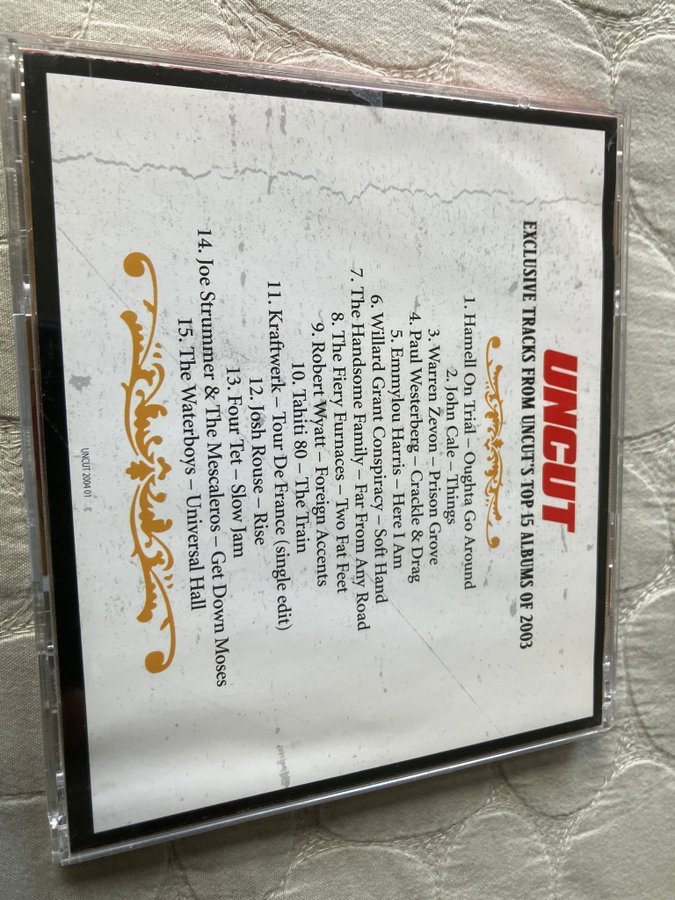 UNCUT
EXCLUSIVE TRACKS FROM UNCUT'S TOP 15 ALBUMS OF 2003
1. Hamell On Trial – Oughta Go Around
2. John Cale – Things
3. Warren Zevon – Prison Grove
4. Paul Westerberg – Crackle & Drag
5. Emmylou Harris – Here I Am
6. Willard Grant Conspiracy – Soft Hand
7. The Handsome Family – Far From Any Road
8. The Fiery Furnaces – Two Fat Feet
9. Robert Wyatt – Foreign Accents
10. Tahiti 80 – The Train
11. Kraftwerk – Tour De France (single edit)
12. Josh Rouse – Rise
13. Four Tet – Slow Jam
14. Joe Strummer & The Mescaleros – Get Down Moses
15. The Waterboys – Universal Hall
UNCUT 2004 01